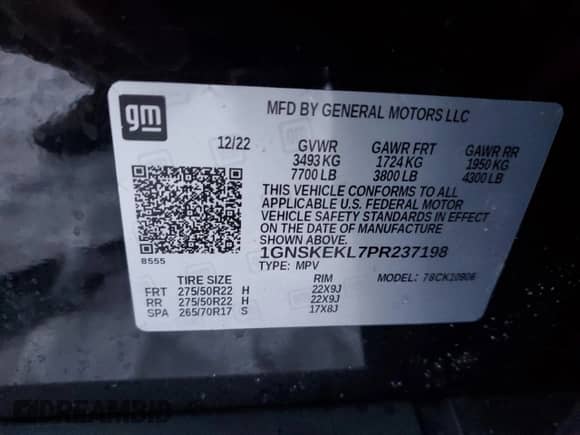 gm
MFD BY GENERAL MOTORS LLC
12/22 GVWR GAWR FRT GAWR RR
3493 KG 1724 KG 1950 KG
7700 LB 3800 LB 4300 LB
THIS VEHICLE CONFORMS TO ALL
APPLICABLE U.S. FEDERAL MOTOR
VEHICLE SAFETY STANDARDS IN EFFECT
ON THE DATE OF MANUFACTURE
SHOWN ABOVE.
8555
1GNSKEKL7PR237198
TYPE: MPV MODEL: 78CK10906
TIRE SIZE RIM
FRT 275/50R22 H 22X9J
RR 275/50R22 H 22X9J
SPA 265/70R17 S 17X8J
DREAMBID